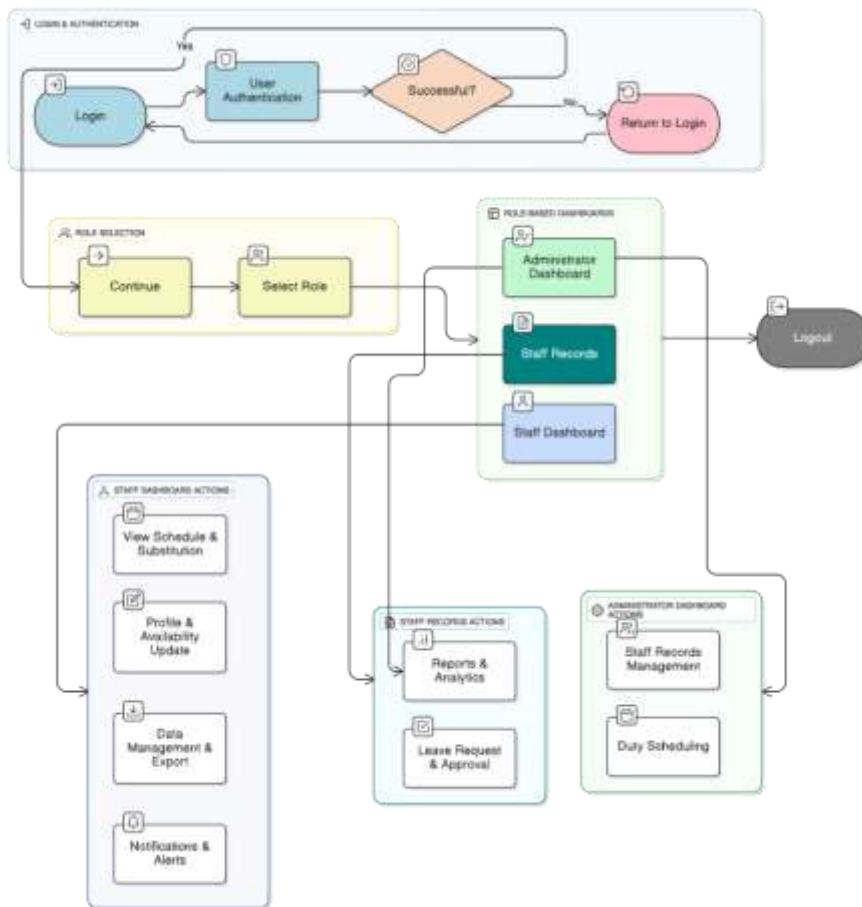 LOGIN & AUTHENTICATION
Yes
User
Authentication
Successful?
Login
No
Return to Login
ROLE SELECTION
Continue
Select Role
ROLE BASED DASHBOARDS
Administrator
Dashboard
Staff Records
Staff Dashboard
Logout
STAFF DASHBOARD ACTIONS
View Schedule &
Substitution
Profile &
Availability
Update
Data
Management &
Export
Notifications &
Alerts
STAFF RECORDS ACTIONS
Reports &
Analytics
Leave Request
& Approval
ADMINISTRATOR DASHBOARD
ACTIONS
Staff Records
Management
Duty Scheduling